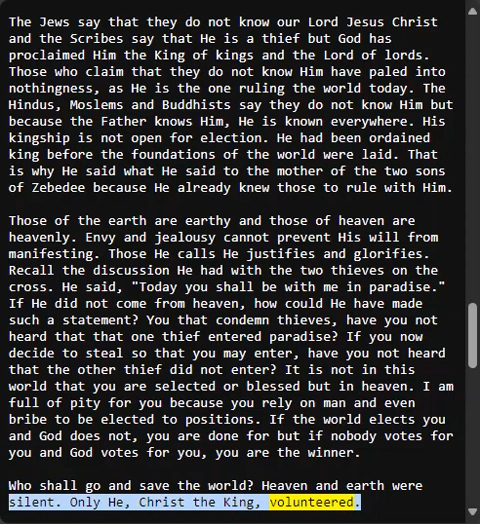 The Jews say that they do not know our Lord Jesus Christ
and the Scribes say that He is a thief but God has
proclaimed Him the King of kings and the Lord of lords.
Those who claim that they do not know Him have paled into
nothingness, as He is the one ruling the world today. The
Hindus, Moslems and Buddhists say they do not know Him but
because the Father knows Him, He is known everywhere. His
kingship is not open for election. He had been ordained
king before the foundations of the world were laid. That
is why He said what He said to the mother of the two sons
of Zebedee because He already knew those to rule with Him.

Those of the earth are earthy and those of heaven are
heavenly. Envy and jealousy cannot prevent His will from
manifesting. Those He calls He justifies and glorifies.
Recall the discussion He had with the two thieves on the
cross. He said, "Today you shall be with me in paradise."
If He did not come from heaven, how could He have made
such a statement? You that condemn thieves, have you not
heard that that one thief entered paradise? If you now
decide to steal so that you may enter, have you not heard
that the other thief did not enter? It is not in this
world that you are selected or blessed but in heaven. I am
full of pity for you because you rely on man and even
bribe to be elected to positions. If the world elects you
and God does not, you are done for but if nobody votes for
you and God votes for you, you are the winner.

Who shall go and save the world? Heaven and earth were
silent. Only He, Christ the King, volunteered.